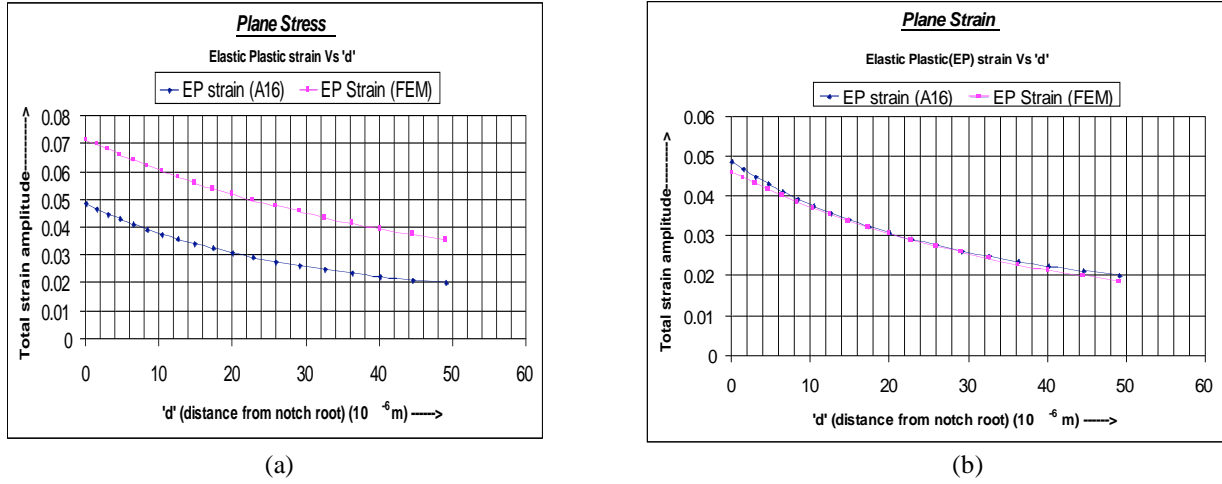 Plane Stress
Elastic Plastic strain Vs 'd'
EP strain (A16) EP Strain (FEM)
Total strain amplitude---------->
0.08
0.07
0.06
0.05
0.04
0.03
0.02
0.01
0
0 10 20 30 40 50 60
'd' (distance from notch root) (10 -6 m) ------>
(a)
Plane Strain
Elastic Plastic(EP) strain Vs 'd'
EP strain (A16) EP Strain (FEM)
Total strain amplitude---------->
0.06
0.05
0.04
0.03
0.02
0.01
0
0 10 20 30 40 50 60
'd' (distance from notch root) (10 -6 m) ------>
(b)